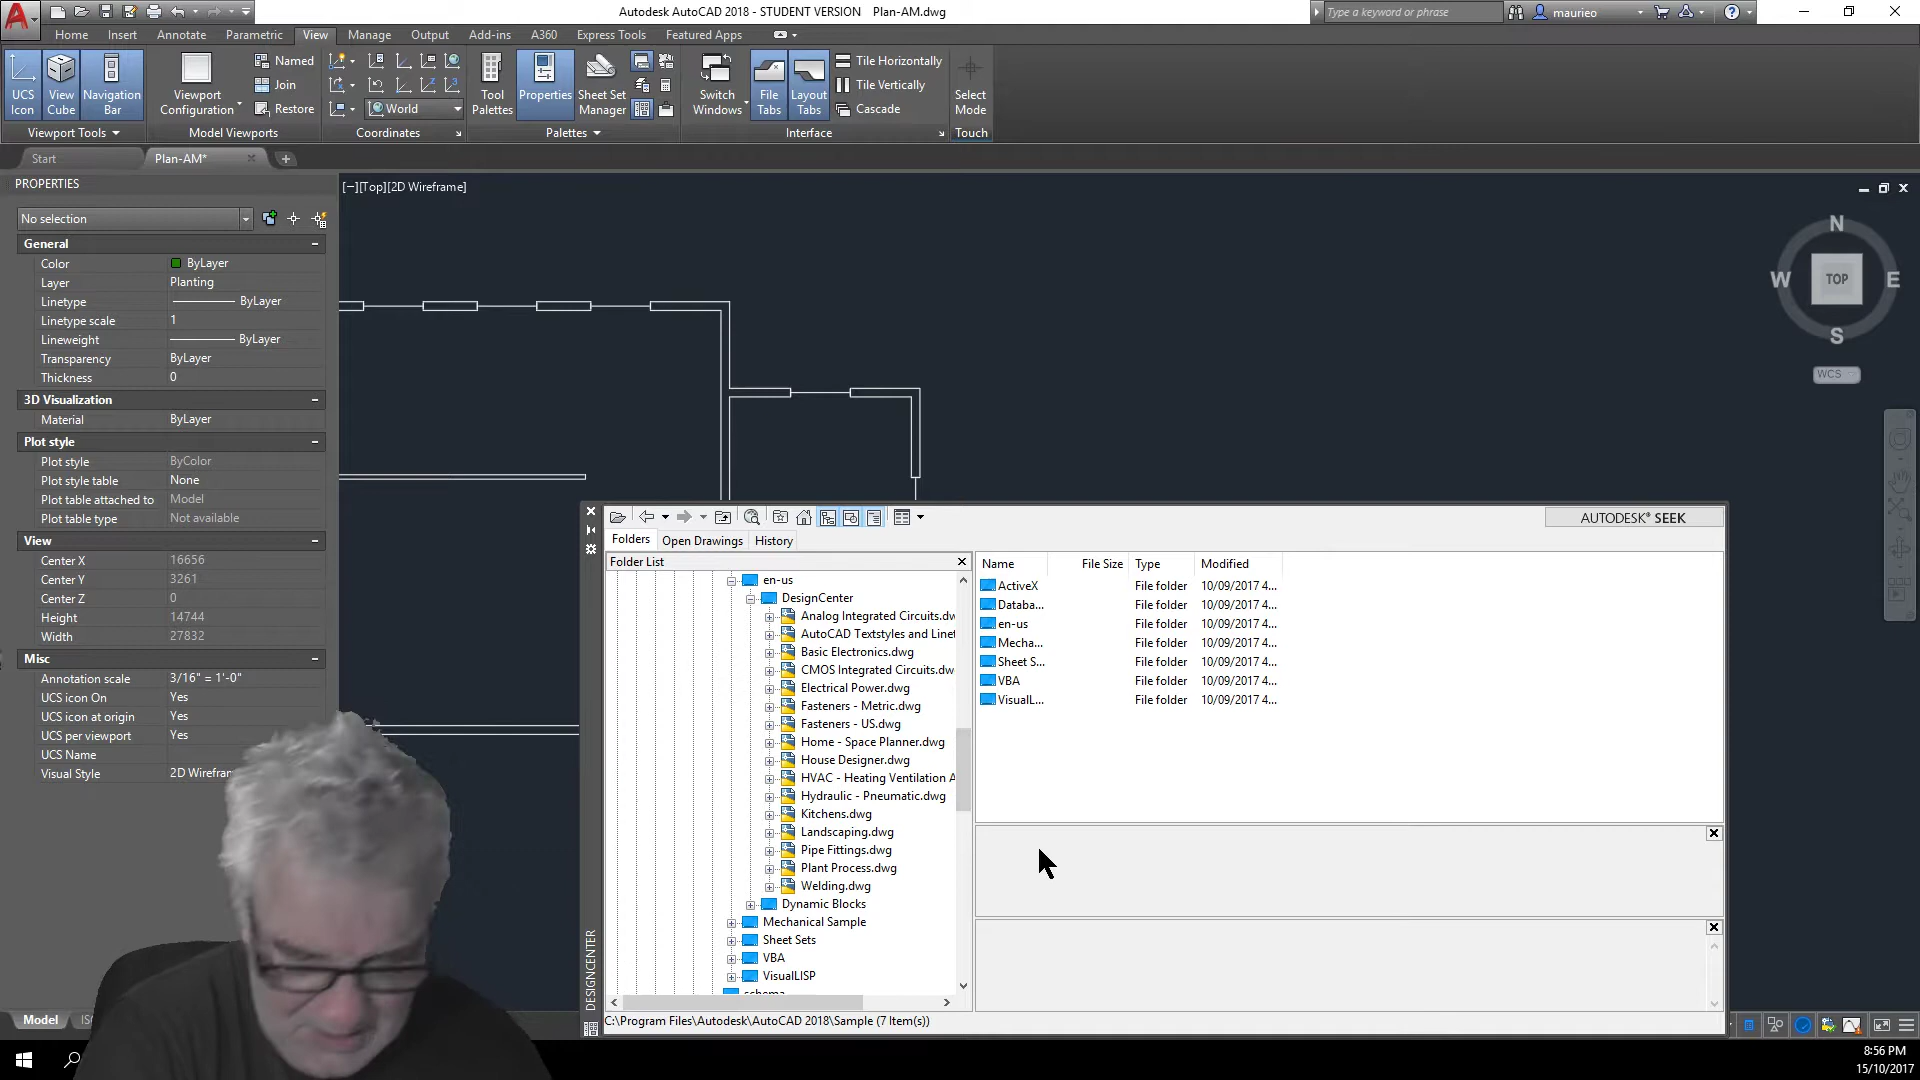 Autodesk AutoCAD 2018 - STUDENT VERSION Plan-AM.dwg
Type a keyword or phrase
maurieo
Home Insert Annotate Parametric View Manage Output Add-ins A360 Express Tools Featured Apps
UCS Icon
View Cube
Navigation Bar
Viewport Tools
Viewport Configuration
Named
Join
Restore
Model Viewports
World
Coordinates
Tool Palettes
Properties
Sheet Set Manager
Palettes
Switch Windows
File Tabs
Layout Tabs
Tile Horizontally
Tile Vertically
Cascade
Interface
Select Mode
Touch
Start
Plan-AM*
PROPERTIES
[−][Top][2D Wireframe]
No selection
General
Color ByLayer
Layer Planting
Linetype ByLayer
Linetype scale 1
Lineweight ByLayer
Transparency ByLayer
Thickness 0
3D Visualization
Material ByLayer
Plot style
Plot style ByColor
Plot style table None
Plot table attached to Model
Plot table type Not available
View
Center X 16656
Center Y 3261
Center Z 0
Height 14744
Width 27832
Misc
Annotation scale 3/16" = 1'-0"
UCS icon On Yes
UCS icon at origin Yes
UCS per viewport Yes
UCS Name
Visual Style 2D Wirefram
N
W TOP E
S
WCS
AUTODESK® SEEK
Folders Open Drawings History
Folder List
en-us
DesignCenter
Analog Integrated Circuits.dw
AutoCAD Textstyles and Linet
Basic Electronics.dwg
CMOS Integrated Circuits.dw
Electrical Power.dwg
Fasteners - Metric.dwg
Fasteners - US.dwg
Home - Space Planner.dwg
House Designer.dwg
HVAC - Heating Ventilation A
Hydraulic - Pneumatic.dwg
Kitchens.dwg
Landscaping.dwg
Pipe Fittings.dwg
Plant Process.dwg
Welding.dwg
Dynamic Blocks
Mechanical Sample
Sheet Sets
VBA
VisualLISP
schema
Name File Size Type Modified
ActiveX File folder 10/09/2017 4...
Databa... File folder 10/09/2017 4...
en-us File folder 10/09/2017 4...
Mecha... File folder 10/09/2017 4...
Sheet S... File folder 10/09/2017 4...
VBA File folder 10/09/2017 4...
VisualL... File folder 10/09/2017 4...
DESIGNCENTER
C:\Program Files\Autodesk\AutoCAD 2018\Sample (7 Item(s))
Model
8:56 PM
15/10/2017